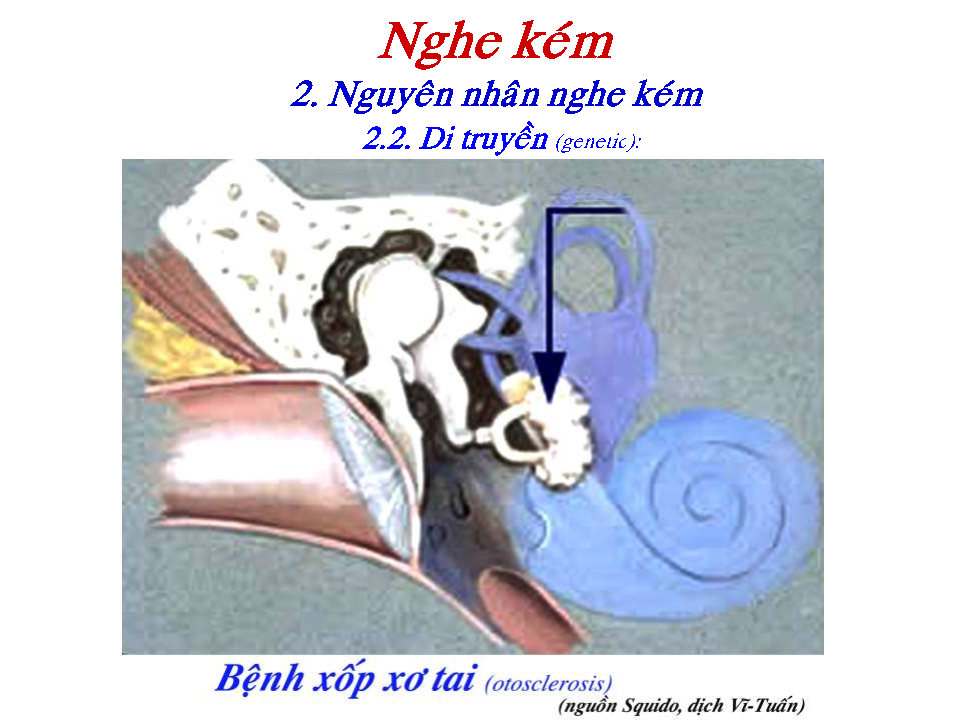 Nghe kém
2. Nguyên nhân nghe kém
2.2. Di truyền (genetic):
Bệnh xốp xơ tai (otosclerosis)
(nguồn Squido, dịch Vĩ-Tuấn)